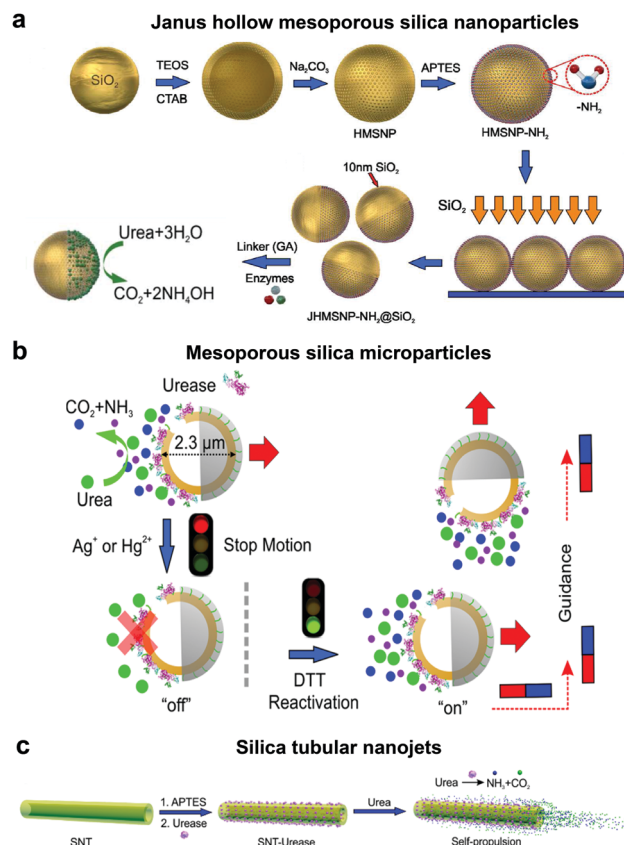 a
Janus hollow mesoporous silica nanoparticles
SiO₂
TEOS
CTAB
Na₂CO₃
HMSNP
APTES
HMSNP-NH₂
-NH₂
SiO₂
10nm SiO₂
JHMSNP-NH₂@SiO₂
Linker (GA)
Enzymes
Urea+3H₂O
CO₂+2NH₄OH
b
Mesoporous silica microparticles
Urease
CO₂+NH₃
2.3 μm
Urea
Ag⁺ or Hg²⁺
Stop Motion
"off"
DTT
Reactivation
"on"
Guidance
c
Silica tubular nanojets
SNT
1. APTES
2. Urease
SNT-Urease
Urea
Urea
NH₃+CO₂
Self-propulsion